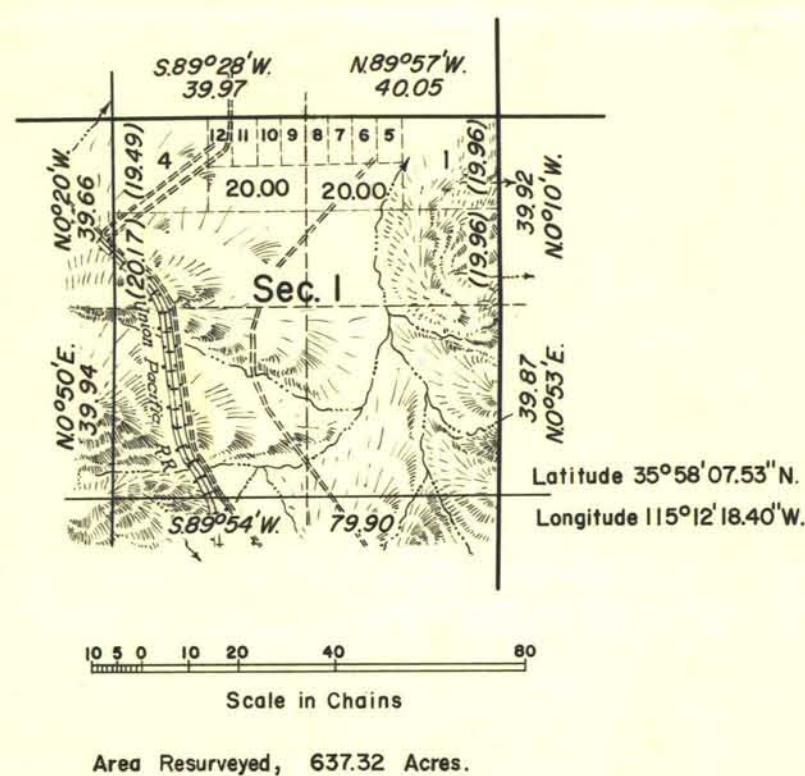 S.89°28'W. N.89°57'W.
39.97 40.05
N.0°20'W.
39.66
(19.49)
4 12 11 10 9 8 7 6 5 1
20.00 20.00
(19.96)
39.92
N.0°10'W.
(20.17)
(19.96)
Sec. 1
Union Pacific RR
N.0°50'E.
39.94
39.87
N.0°53'E.
Latitude 35°58'07.53"N.
Longitude 115°12'18.40"W.
S.89°54'W. 79.90
10 5 0 10 20 40 60 80
Scale in Chains
Area Resurveyed, 637.32 Acres.